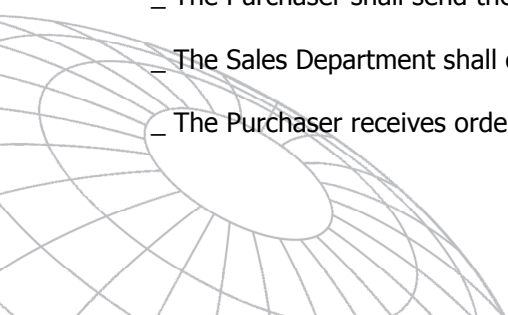 _ The Purchaser shall send the
_ The Sales Department shall
_ The Purchaser receives orde